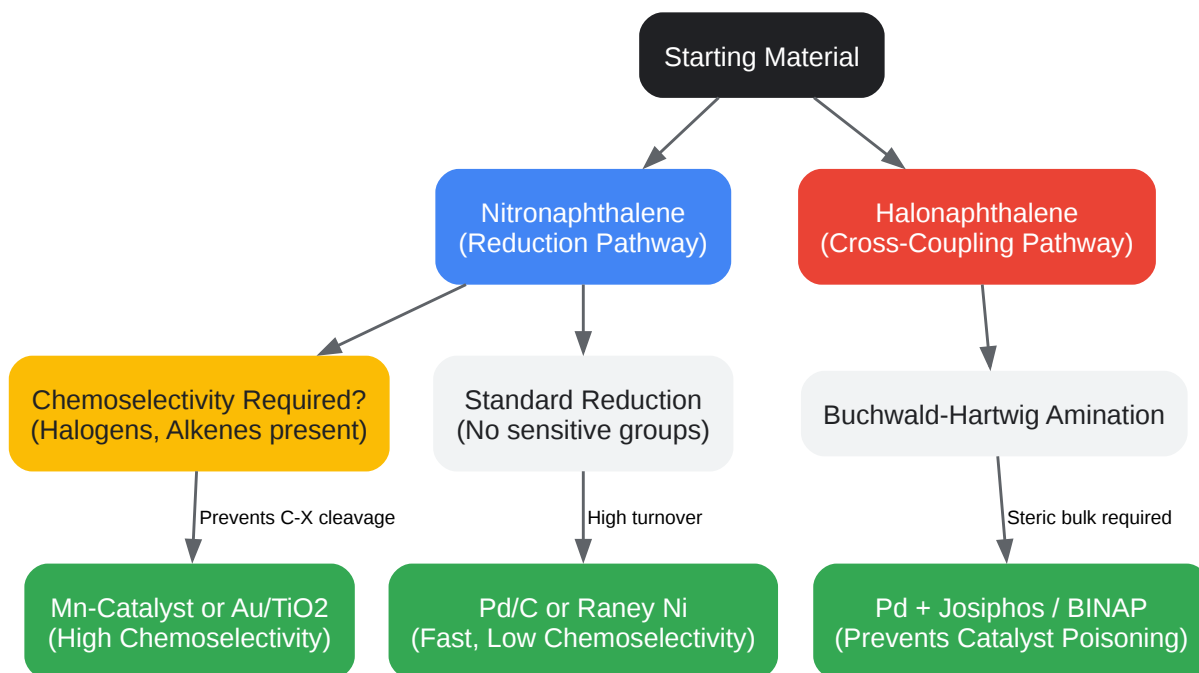 Starting Material
Nitronaphthalene
(Reduction Pathway)
Halonaphthalene
(Cross-Coupling Pathway)
Chemoselectivity Required?
(Halogens, Alkenes present)
Standard Reduction
(No sensitive groups)
Buchwald-Hartwig Amination
Prevents C-X cleavage
High turnover
Steric bulk required
Mn-Catalyst or Au/TiO2
(High Chemoselectivity)
Pd/C or Raney Ni
(Fast, Low Chemoselectivity)
Pd + Josiphos / BINAP
(Prevents Catalyst Poisoning)